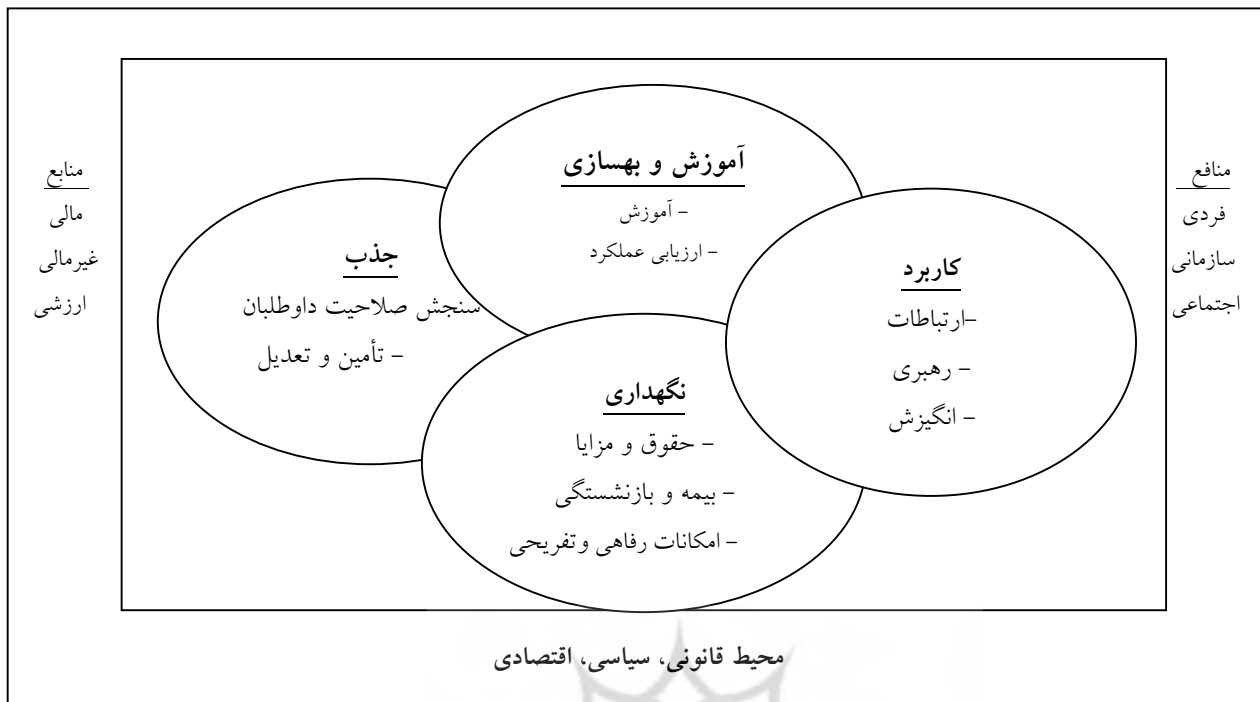 منافع
فردی
سازمانی
اجتماعی
کاربرد
-ارتباطات
- رهبری
- انگیزش
آموزش و بهسازی
- آموزش
- ارزیابی عملکرد
نگهداری
- حقوق و مزایا
- بیمه و بازنشستگی
- امکانات رفاهی وتفریحی
جذب
سنجش صلاحیت داوطلبان
- تأمین و تعدیل
منابع
مالی
غیرمالی
ارزشی
محیط قانونی، سیاسی، اقتصادی